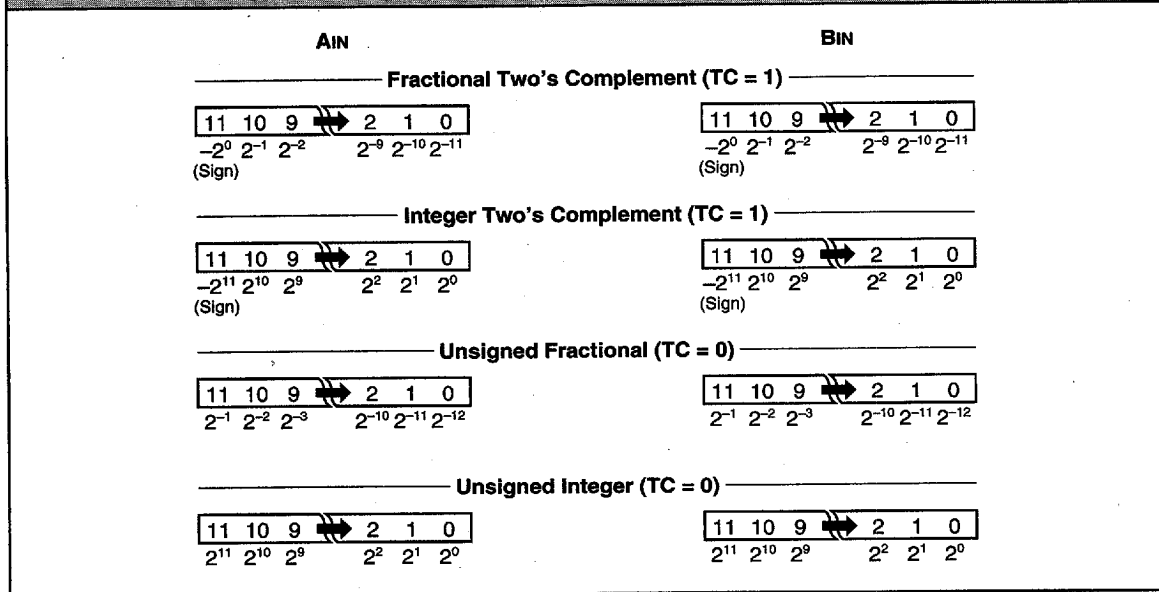 AIN BIN
Fractional Two's Complement (TC = 1)
11 10 9 2 1 0 11 10 9 2 1 0
–2⁰ 2⁻¹ 2⁻² 2⁻⁹ 2⁻¹⁰ 2⁻¹¹ –2⁰ 2⁻¹ 2⁻² 2⁻⁹ 2⁻¹⁰ 2⁻¹¹
(Sign) (Sign)
Integer Two's Complement (TC = 1)
11 10 9 2 1 0 11 10 9 2 1 0
–2¹¹ 2¹⁰ 2⁹ 2² 2¹ 2⁰ –2¹¹ 2¹⁰ 2⁹ 2² 2¹ 2⁰
(Sign) (Sign)
Unsigned Fractional (TC = 0)
11 10 9 2 1 0 11 10 9 2 1 0
2⁻¹ 2⁻² 2⁻³ 2⁻¹⁰ 2⁻¹¹ 2⁻¹² 2⁻¹ 2⁻² 2⁻³ 2⁻¹⁰ 2⁻¹¹ 2⁻¹²
Unsigned Integer (TC = 0)
11 10 9 2 1 0 11 10 9 2 1 0
2¹¹ 2¹⁰ 2⁹ 2² 2¹ 2⁰ 2¹¹ 2¹⁰ 2⁹ 2² 2¹ 2⁰